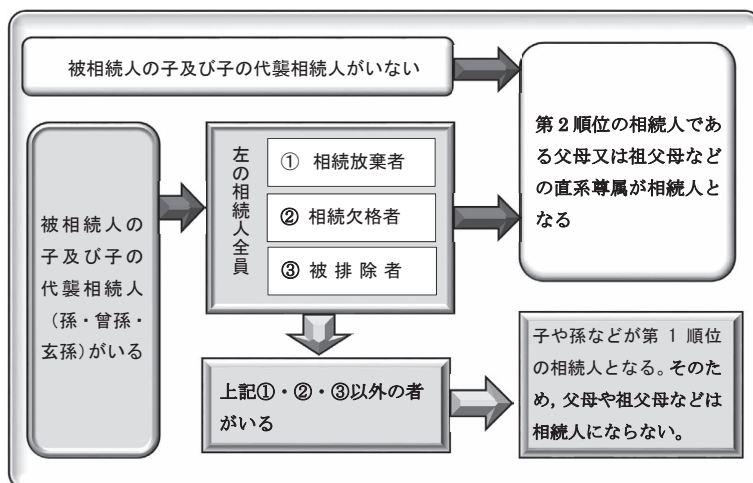 被相続人の子及び子の代襲相続人がいない
第2順位の相続人であ
る父母又は祖父母など
の直系尊属が相続人と
なる
被相続人の
子及び子の
代襲相続人
(孫・曾孫・
玄孫)がいる
左の相続人全員
① 相続放棄者
② 相続欠格者
③ 被排除者
上記①・②・③以外の者
がいる
子や孫などが第1順位
の相続人となる。そのた
め,父母や祖父母などは
相続人にならない。